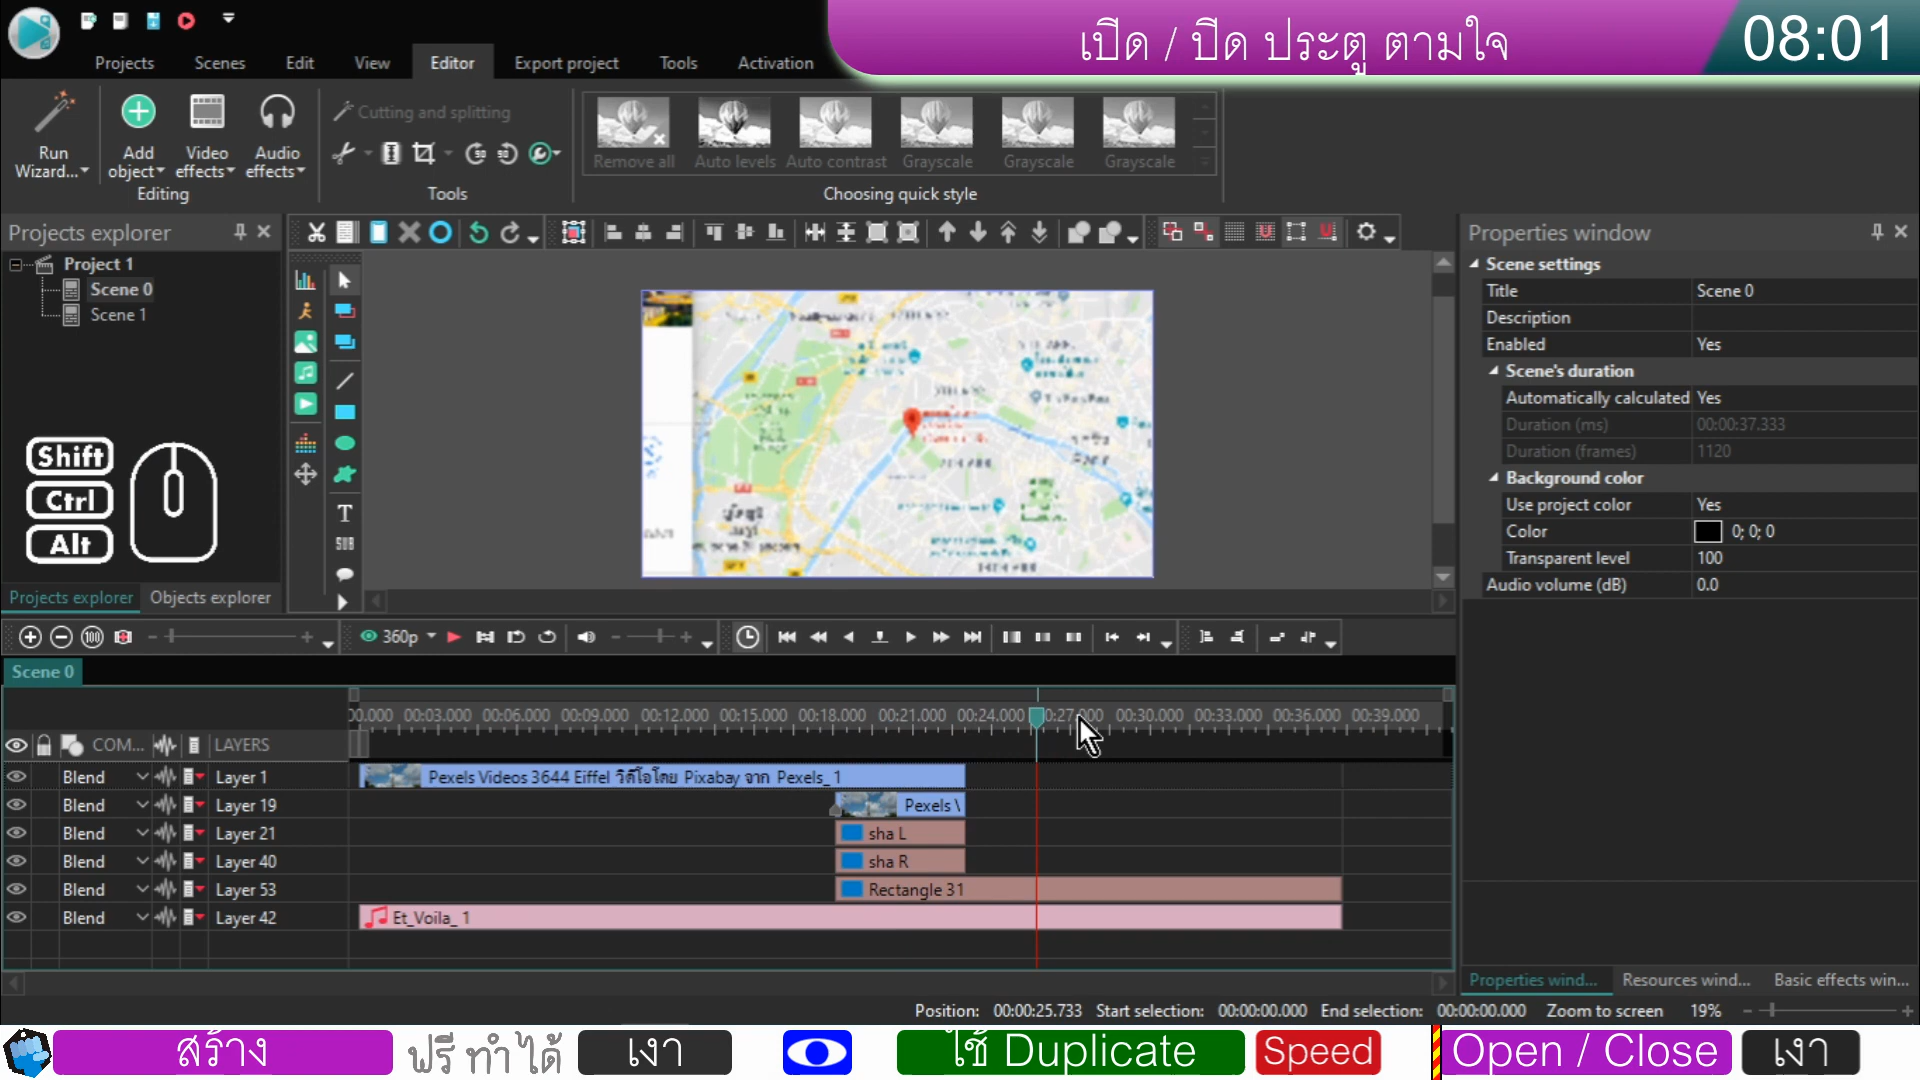 เปิด / ปิด ประตู ตามใจ
08:01
Projects Scenes Edit View Editor Export project Tools Activation
Run Wizard...
Add object
Video effects
Audio effects
Editing
Cutting and splitting
Tools
Remove all Auto levels Auto contrast Grayscale Grayscale Grayscale
Choosing quick style
Projects explorer
Project 1
Scene 0
Scene 1
Shift
Ctrl
Alt
Projects explorer Objects explorer
Properties window
Scene settings
Title Scene 0
Description
Enabled Yes
Scene's duration
Automatically calculated Yes
Duration (ms) 00:00:37.333
Duration (frames) 1120
Background color
Use project color Yes
Color 0; 0; 0
Transparent level 100
Audio volume (dB) 0.0
360p
Scene 0
00.000 00:03.000 00:06.000 00:09.000 00:12.000 00:15.000 00:18.000 00:21.000 00:24.000 0:27.000 00:30.000 00:33.000 00:36.000 00:39.000
COM... LAYERS
Blend Layer 1 Pexels Videos 3644 Eiffel วิดีโอโดย Pixabay จาก Pexels_ 1
Blend Layer 19 Pexels \
Blend Layer 21 sha L
Blend Layer 40 sha R
Blend Layer 53 Rectangle 31
Blend Layer 42 Et_Voila_ 1
Properties wind... Resources wind... Basic effects win...
Position: 00:00:25.733 Start selection: 00:00:00.000 End selection: 00:00:00.000 Zoom to screen 19%
สร้าง ฟรี ทำ ได้ เงา ใช้ Duplicate Speed Open / Close เงา